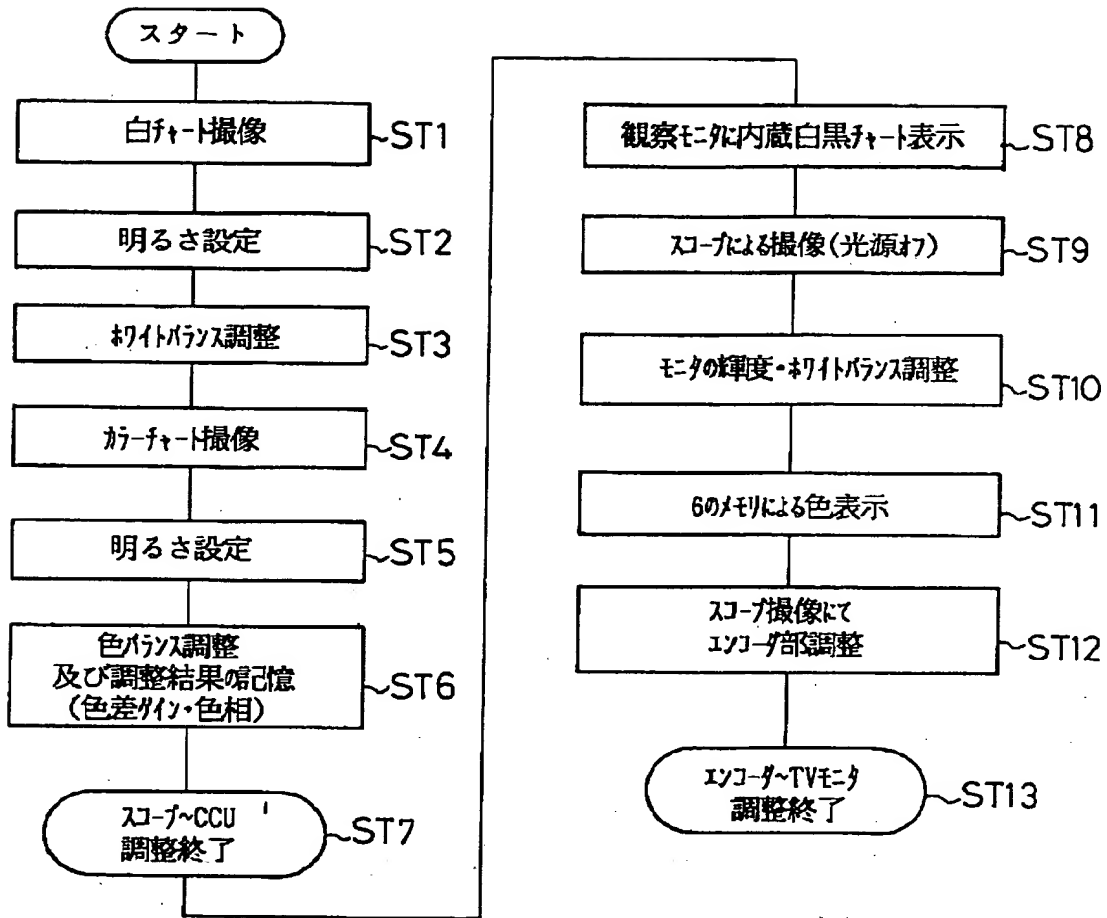 スタート
白チャート撮像
ST1
明るさ設定
ST2
ホワイトバランス調整
ST3
カラーチャート撮像
ST4
明るさ設定
ST5
色バランス調整
及び調整結果の記憶
(色差ゲイン・色相)
ST6
スコープ~CCU
調整終了
ST7
観察モニタに内蔵白黒チャート表示
ST8
スコープによる撮像(光源オフ)
ST9
モニタの輝度・ホワイトバランス調整
ST10
6のメモリによる色表示
ST11
スコープ撮像にて
エンコーダ部調整
ST12
エンコーダ~TVモニタ
調整終了
ST13